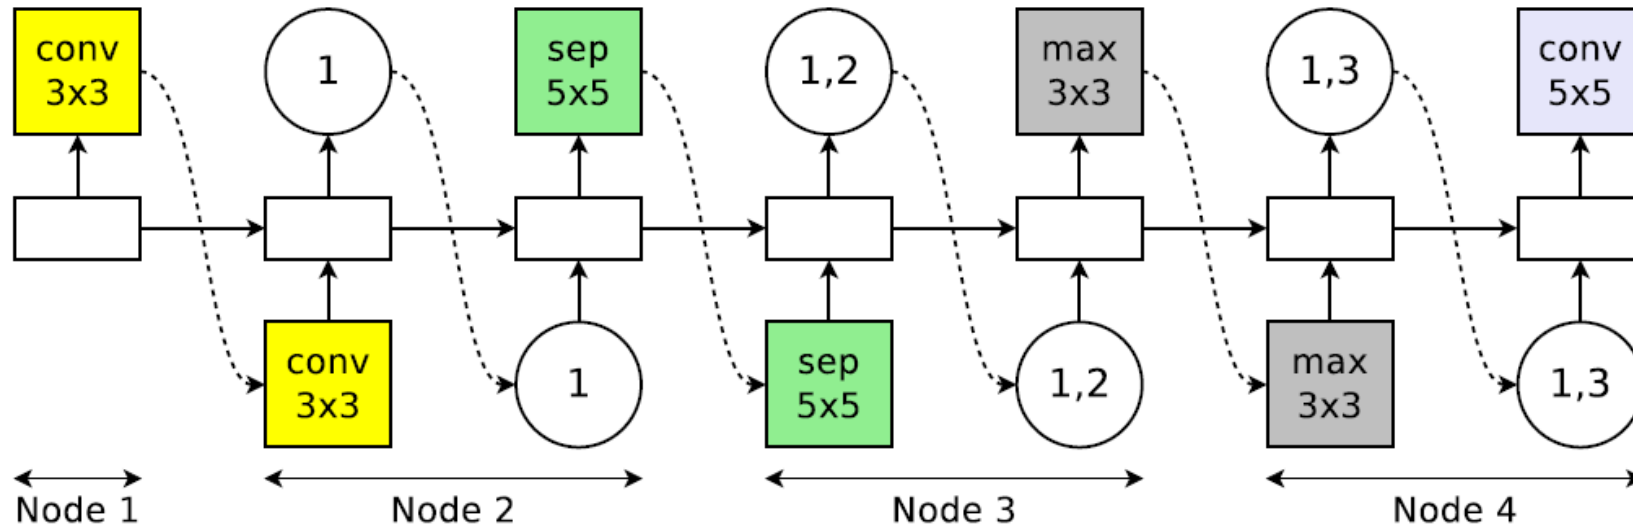 conv
3x3
1
sep
5x5
1,2
max
3x3
1,3
conv
5x5
conv
3x3
1
sep
5x5
1,2
max
3x3
1,3
Node 1
Node 2
Node 3
Node 4